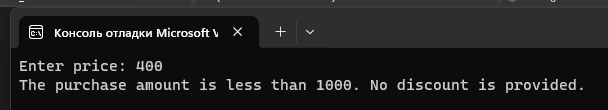 Консоль отладки Microsoft V
Enter price: 400
The purchase amount is less than 1000. No discount is provided.